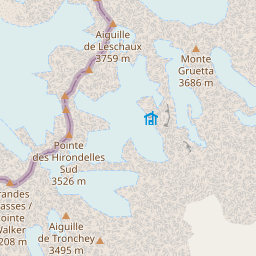 Aiguille
de Leschaux
3759 m
Monte
Gruetta
3686 m
Pointe
des Hirondelles
Sud
3526 m
randes
asses /
ointe
Walker
208 m
Aiguille
de Tronchey
3495 m